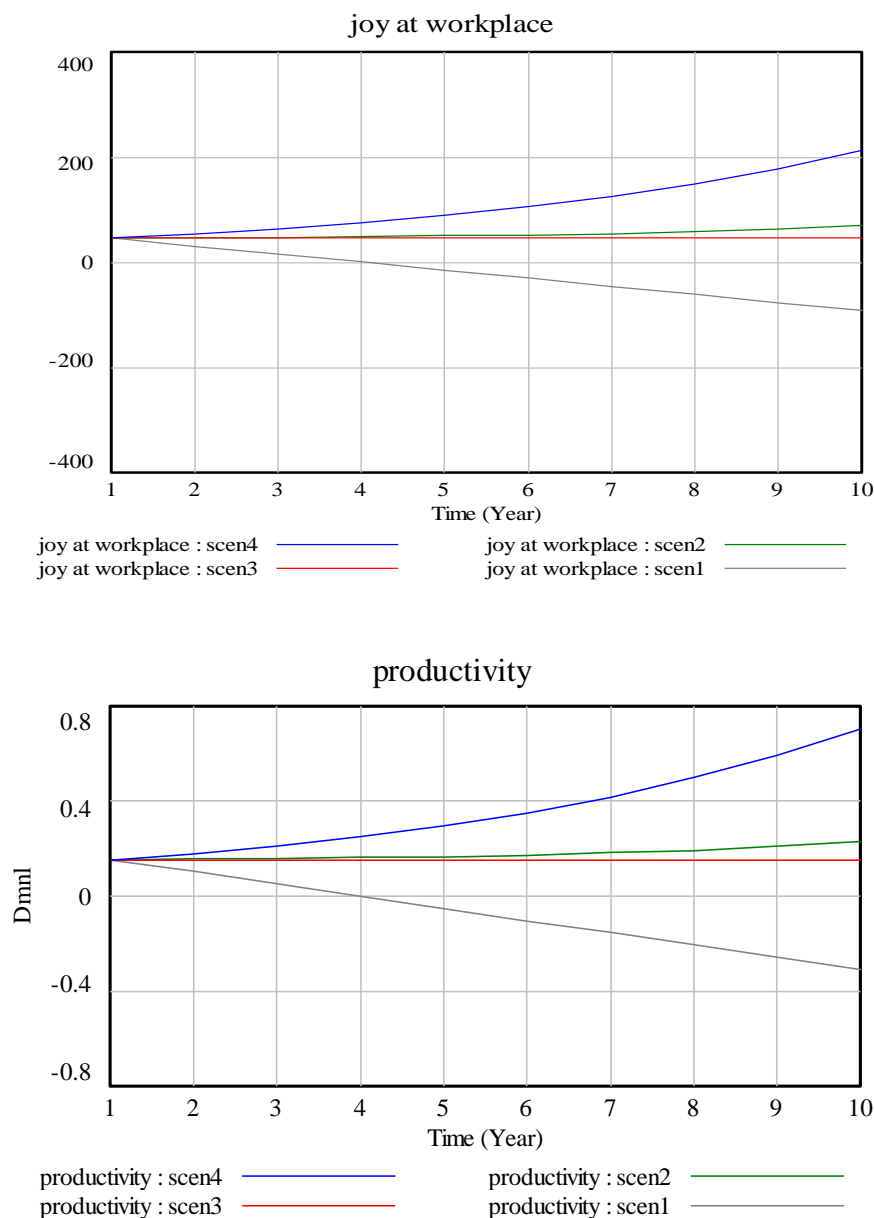 joy at workplace
400
200
0
-200
-400
1 2 3 4 5 6 7 8 9 10
Time (Year)
joy at workplace : scen4 joy at workplace : scen2
joy at workplace : scen3 joy at workplace : scen1
productivity
0.8
0.4
0
-0.4
-0.8
Dmnl
1 2 3 4 5 6 7 8 9 10
Time (Year)
productivity : scen4 productivity : scen2
productivity : scen3 productivity : scen1